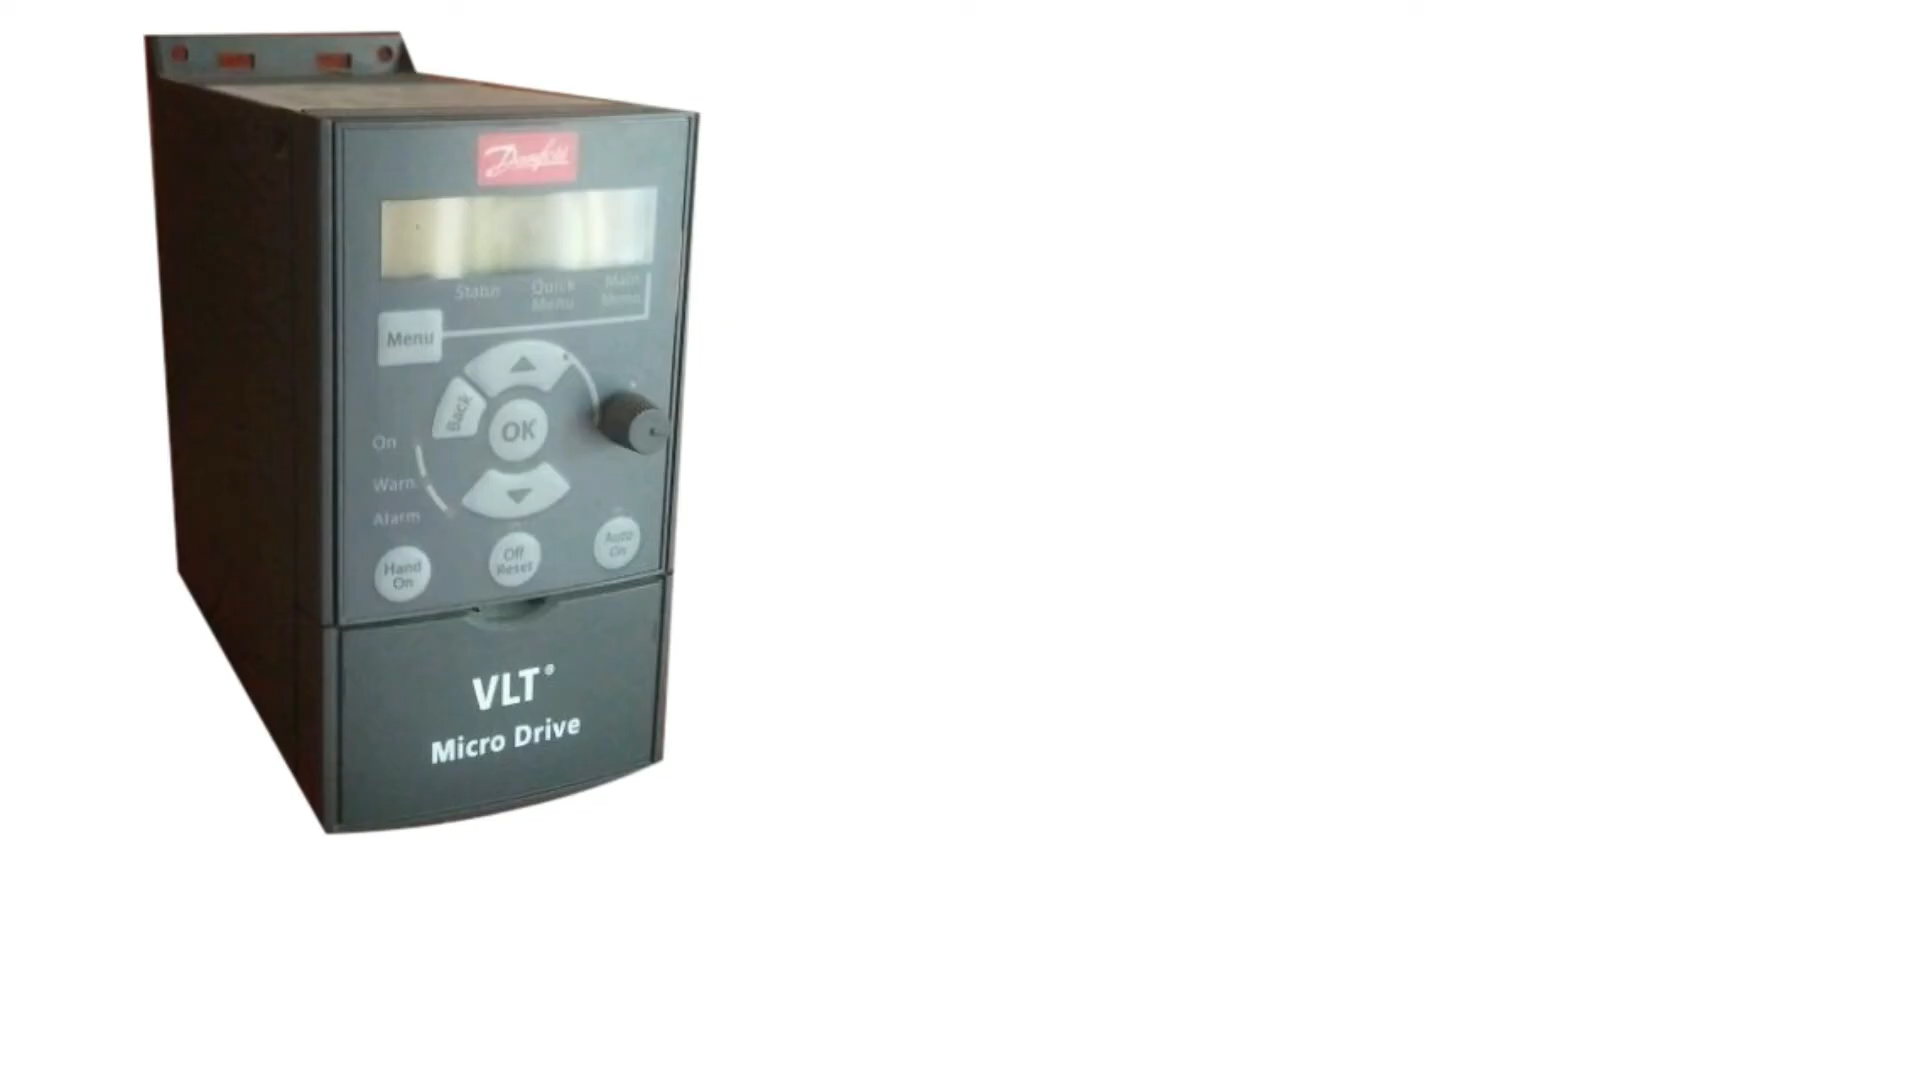 Danfoss
Status Quick Menu Main Menu
Menu
Back
OK
On
Warn.
Alarm
Hand On
Off Reset
Auto On
VLT®
Micro Drive